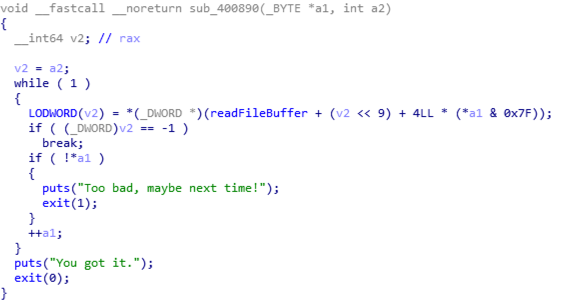 void __fastcall __noreturn sub_400890(_BYTE *a1, int a2)
{
  __int64 v2; // rax

  v2 = a2;
  while ( 1 )
  {
    LODWORD(v2) = *(_DWORD *)(readFileBuffer + (v2 << 9) + 4LL * (*a1 & 0x7F));
    if ( (_DWORD)v2 == -1 )
      break;
    if ( !*a1 )
    {
      puts("Too bad, maybe next time!");
      exit(1);
    }
    ++a1;
  }
  puts("You got it.");
  exit(0);
}